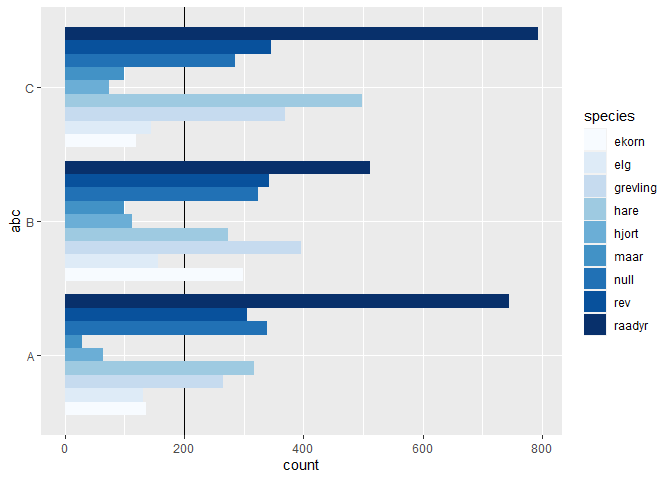 abc
C
B
A
0
200
400
600
800
count
species
ekorn
elg
grevling
hare
hjort
maar
null
rev
raadyr